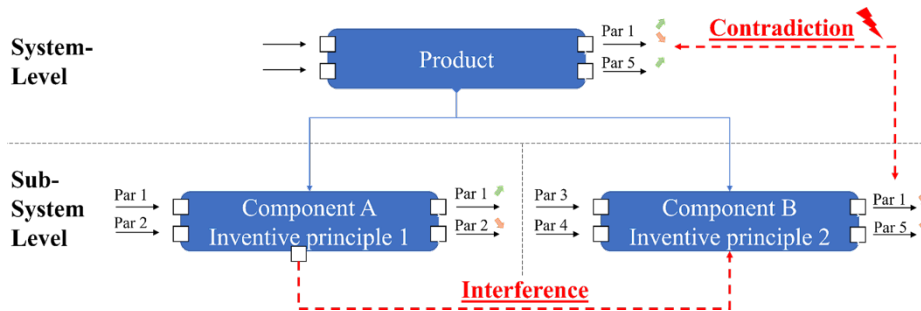 System-
Level
Product
Par 1
Par 5
Contradiction
Sub-
System
Level
Par 1
Par 2
Component A
Inventive principle 1
Par 1
Par 2
Par 3
Par 4
Component B
Inventive principle 2
Par 1
Par 5
Interference